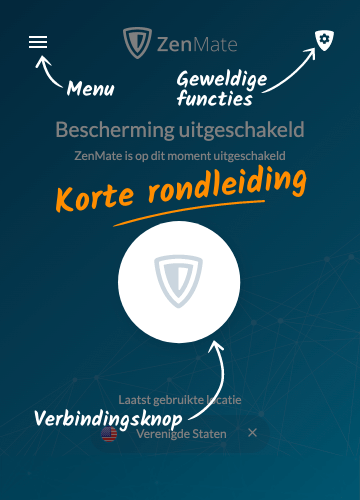 ZenMate
Menu
Geweldige
functies
Bescherming uitgeschakeld
ZenMate is op dit moment uitgeschakeld
Korte rondleiding
Laatst gebruikte locatie
Verbindingsknop
Verenigde Staten